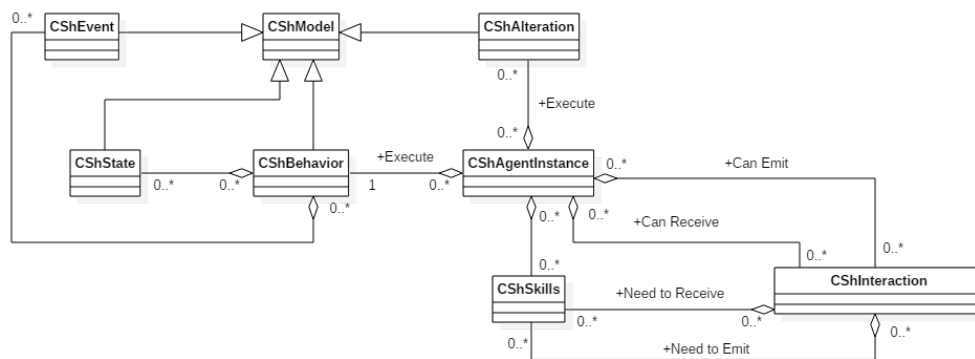 0..*
CShEvent
CShModel
CShAlteration
0..*
+Execute
0..*
CShState
CShBehavior
+Execute
CShAgentInstance
0..*
+Can Emit
0..*
0..*
1
0..*
0..*
0..*
0..*
+Can Receive
0..*
0..*
0..*
CShSkills
CShInteraction
+Need to Receive
0..*
0..*
0..*
0..*
+Need to Emit